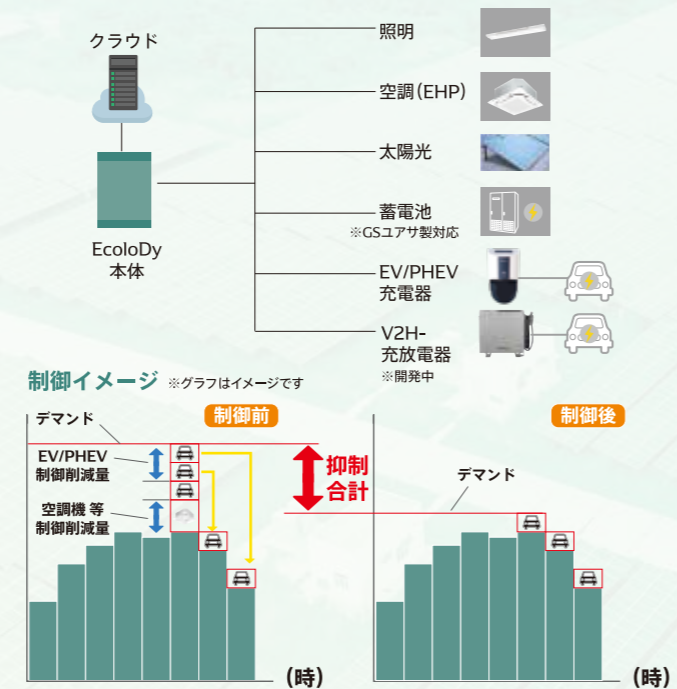 クラウド
EcoloDy
本体
照明
空調(EHP)
太陽光
蓄電池
※GSユアサ製対応
EV/PHEV
充電器
V2H-
充放電器
※開発中
制御イメージ ※グラフはイメージです
デマンド
制御前
EV/PHEV
制御削減量
空調機 等
制御削減量
(時)
抑制
合計
制御後
デマンド
(時)